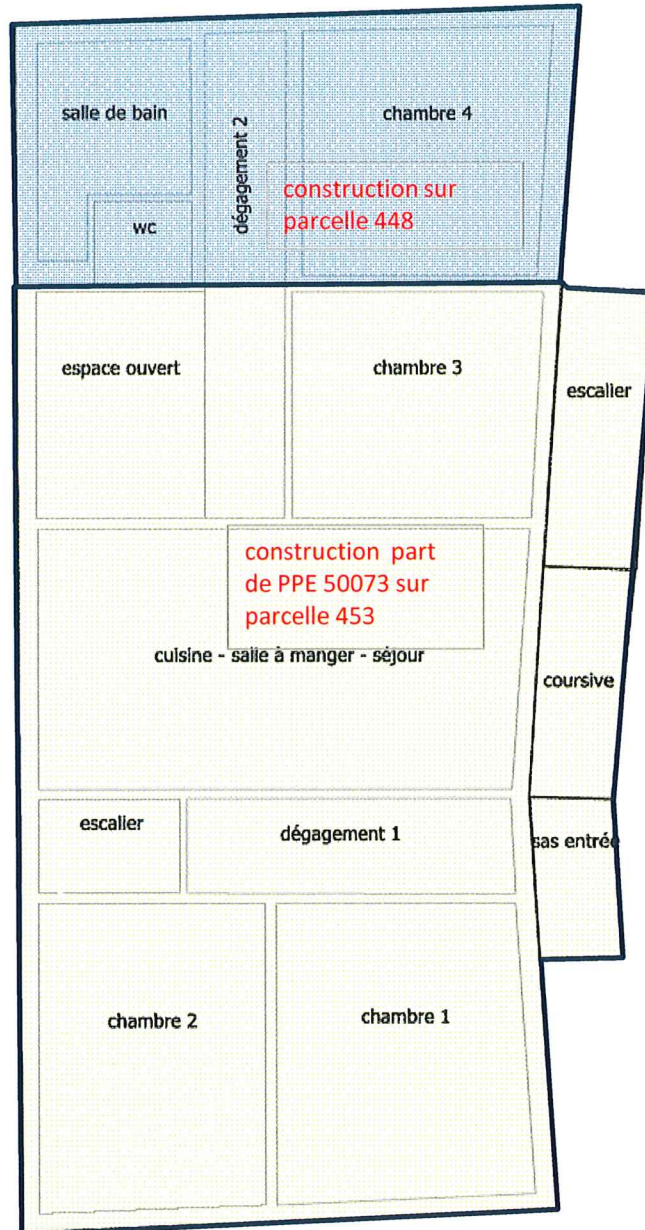 salle de bain
chambre 4
dégagement 2
construction sur
parcelle 448
wc
espace ouvert
chambre 3
escalier
construction part
de PPE 50073 sur
parcelle 453
cuisine - salle à manger - séjour
coursive
escalier
dégagement 1
sas entrée
chambre 2
chambre 1